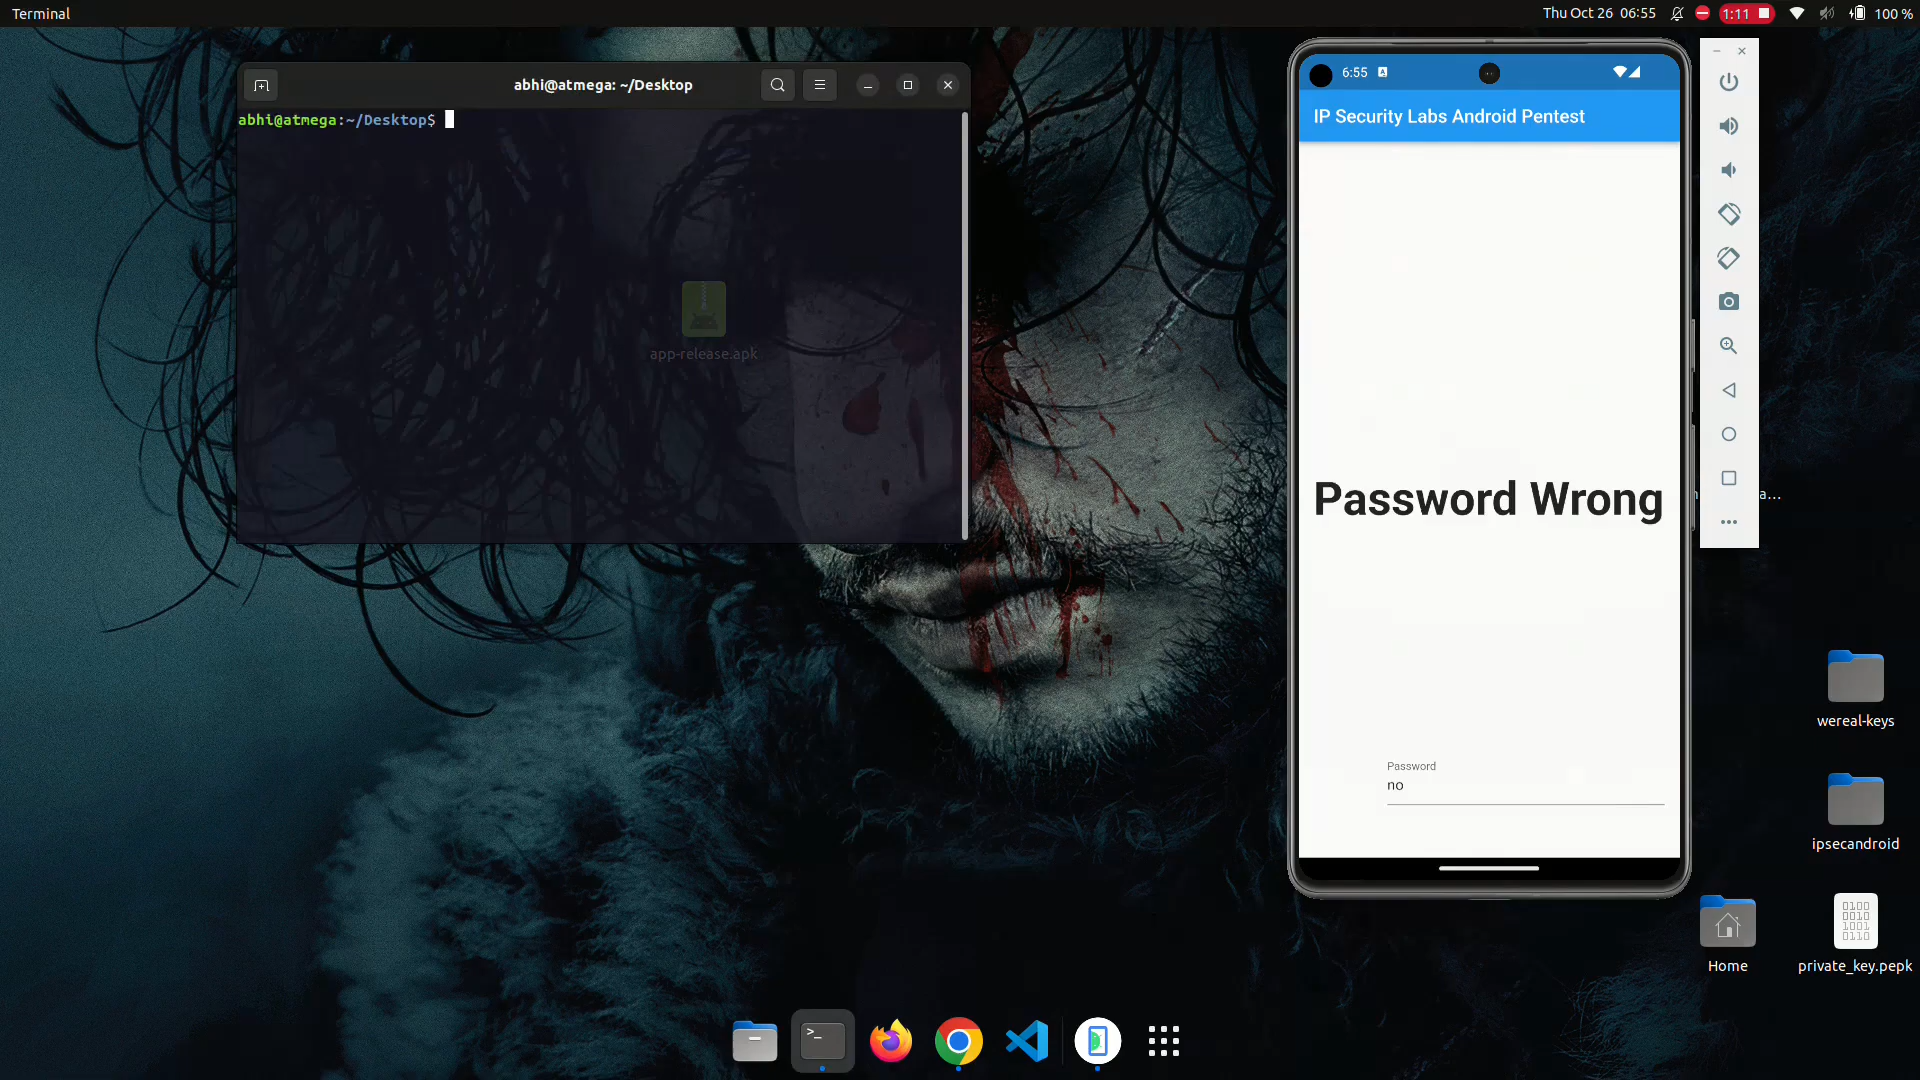 Terminal
Thu Oct 26 06:55
1:11
100 %
abhi@atmega: ~/Desktop
abhi@atmega:~/Desktop$
app-release.apk
6:55
IP Security Labs Android Pentest
Password Wrong
Password
no
a...
wereal-keys
ipsecandroid
Home
private_key.pepk